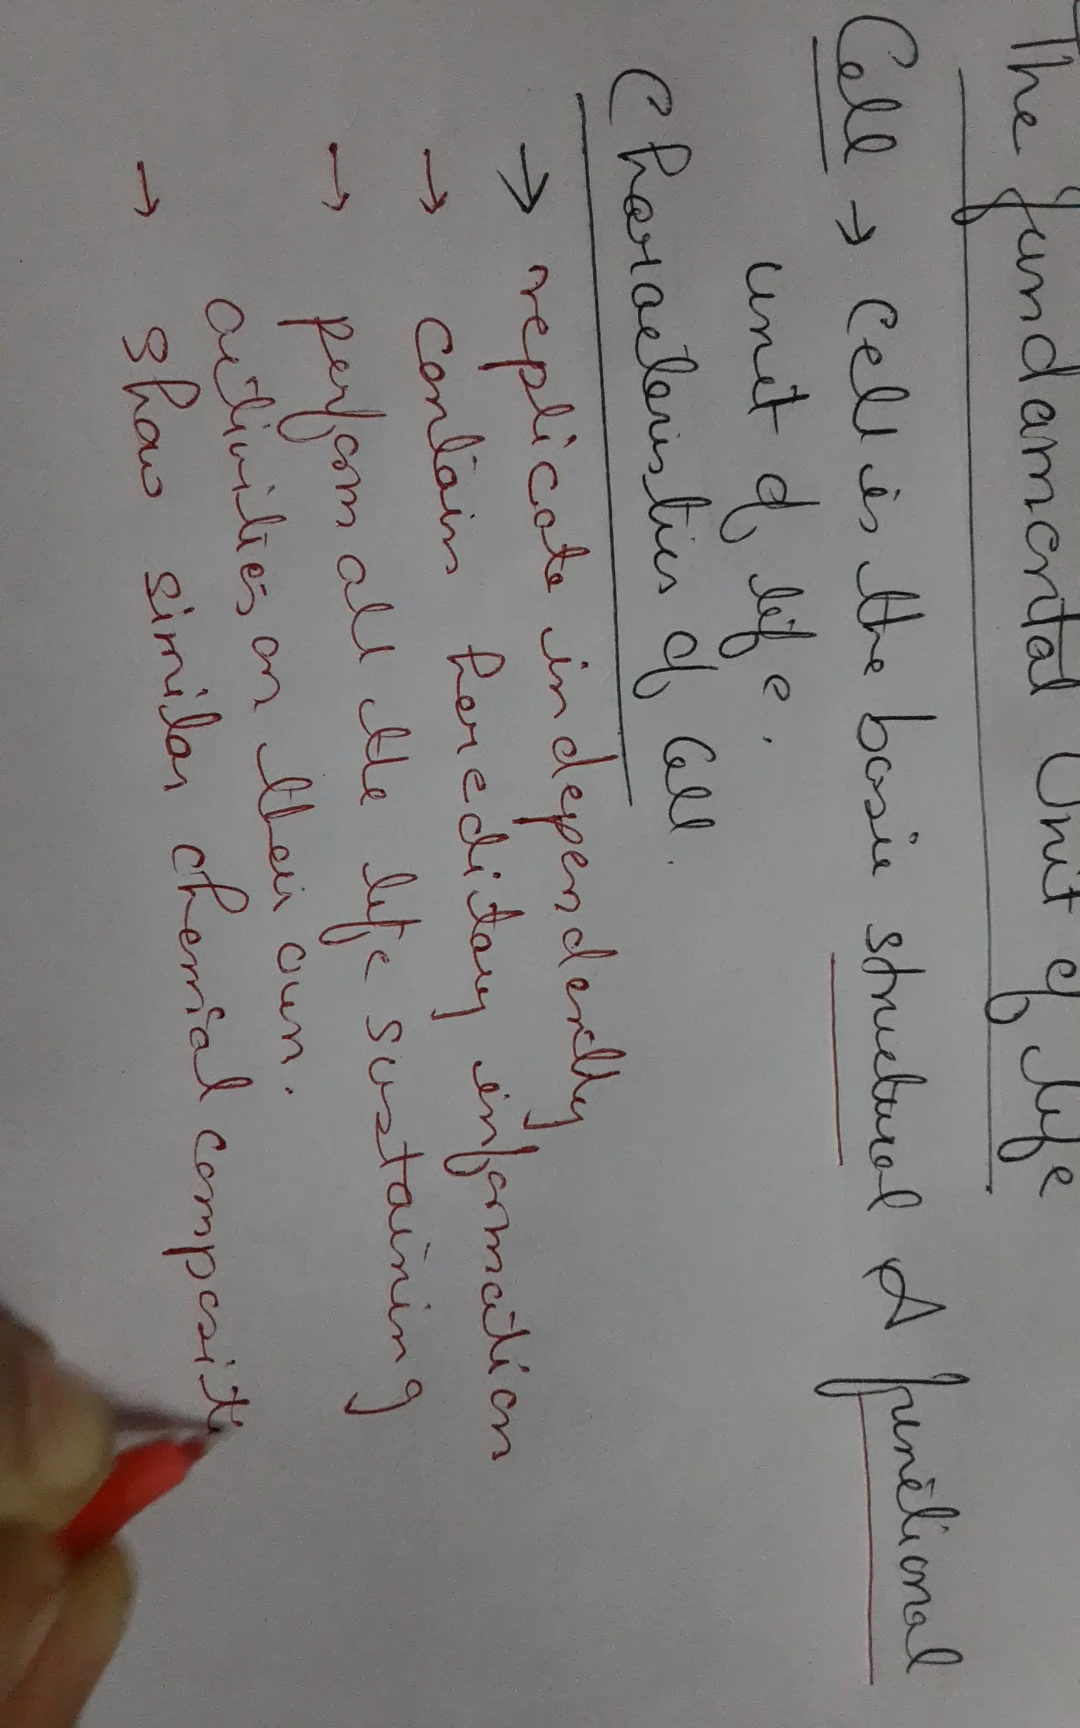 The fundamental Unit of life
Cell → Cell is the basic structural & functional
unit of life.
Characteristics of Cell.
→ replicate independently
→ contain hereditary information
→ perform all the life sustaining
activities on their own.
→ show similar chemical compositi